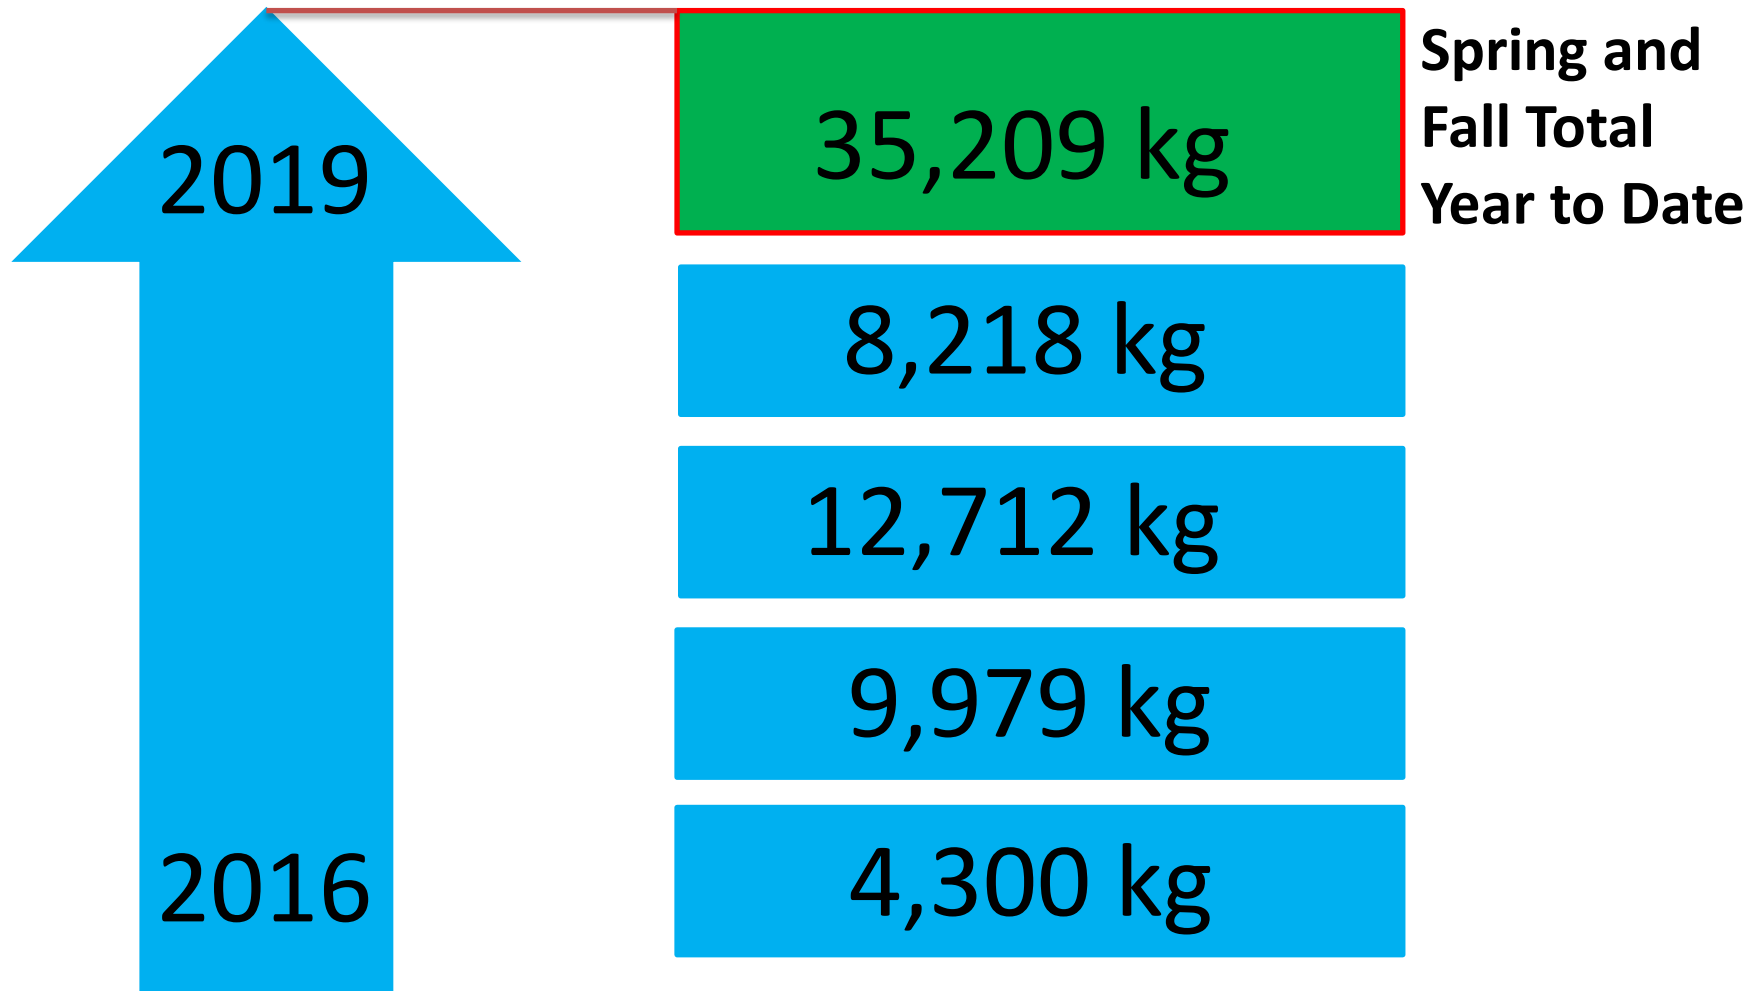 2019
35,209 kg
Spring and
Fall Total
Year to Date
8,218 kg
12,712 kg
9,979 kg
2016
4,300 kg